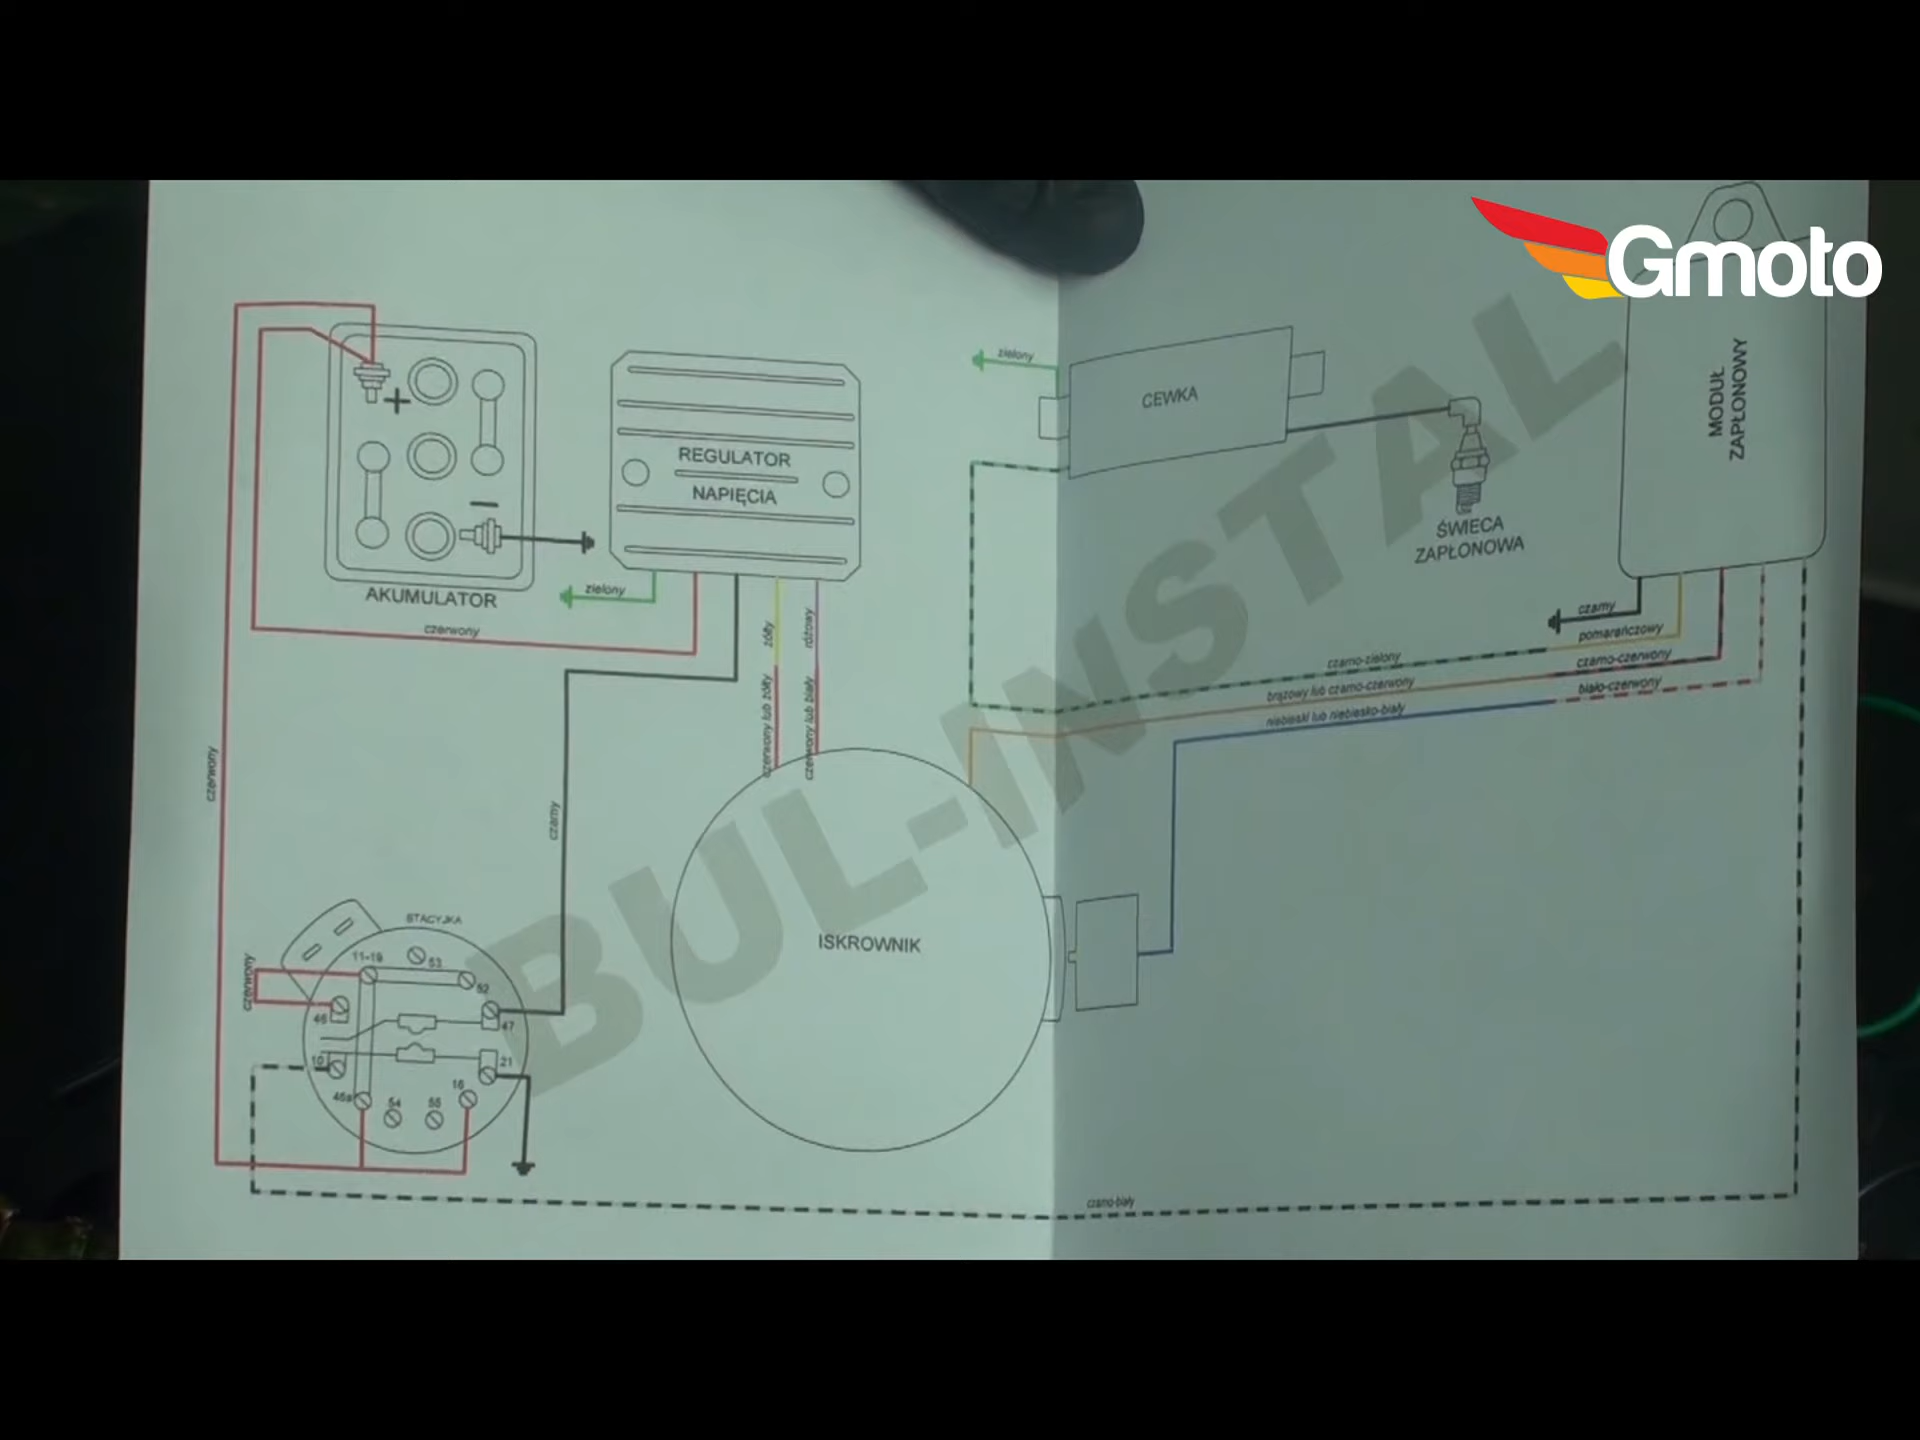 Gmoto
zielony
CEWKA
MODUŁ
ZAPŁONOWY
+
REGULATOR
NAPIĘCIA
−
ŚWIECA
ZAPŁONOWA
AKUMULATOR
zielony
czerwony
żółty
różowy
czerwony lub żółty
czerwony lub biały
czarny
pomarańczowy
czarno-zielony
czarno-czerwony
brązowy lub czarno-czerwony
biało-czerwony
niebieski lub niebiesko-biały
BUL-INSTAL
czerwony
czarny
STACYJKA
ISKROWNIK
czerwony
11-19
53
52
46
47
10
21
46a
54
55
16
czarno-biały